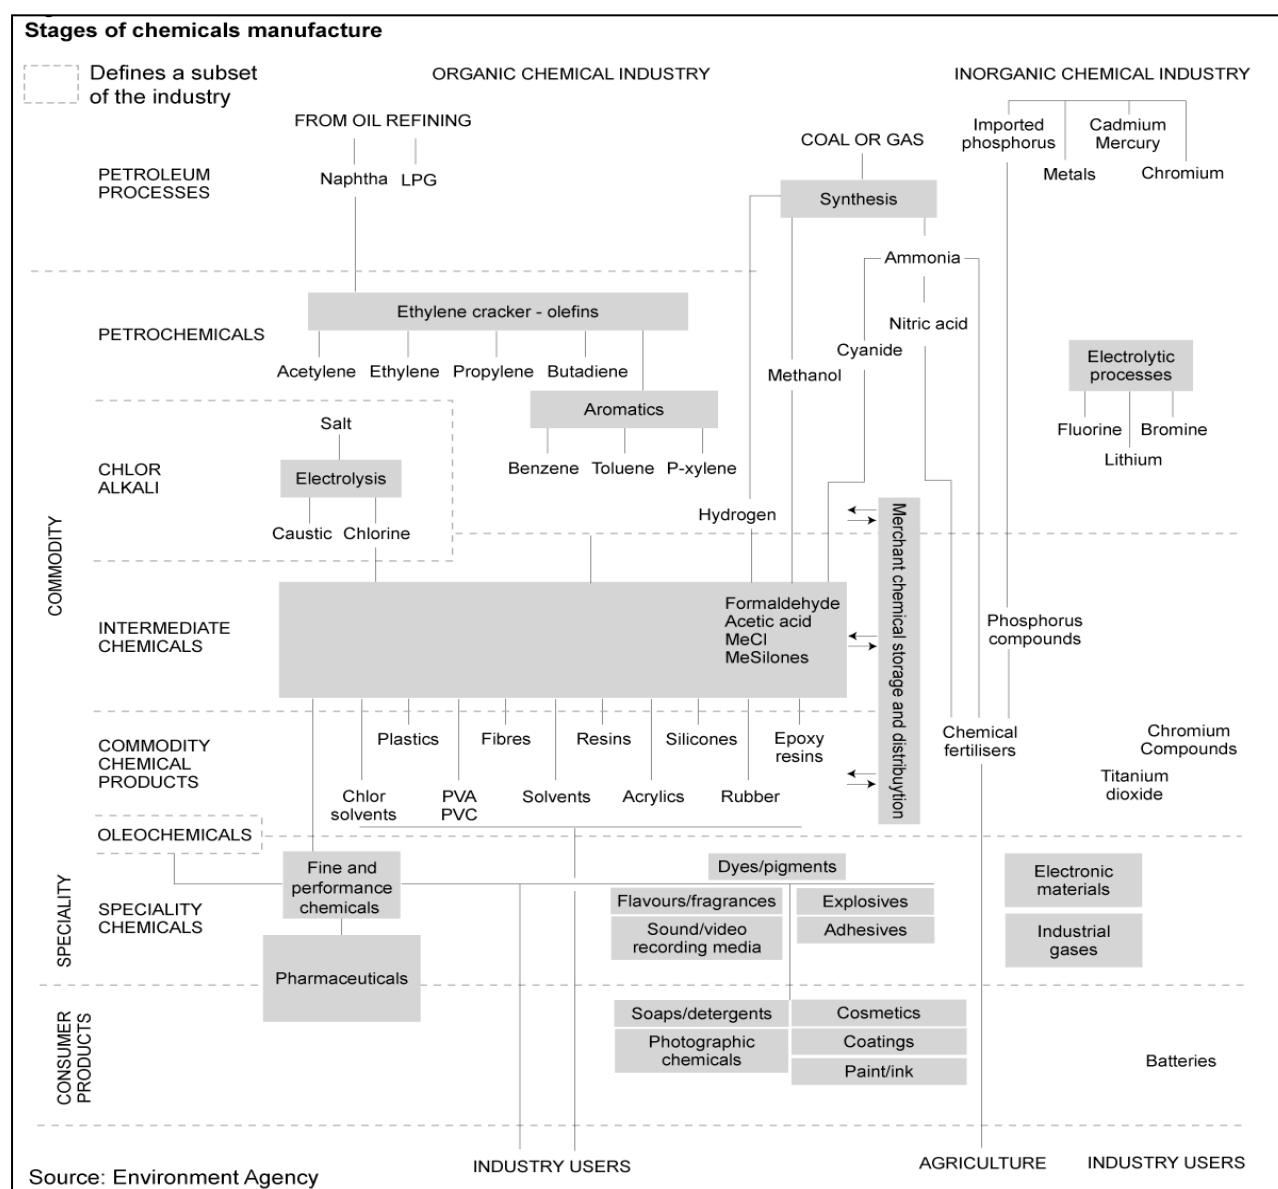 Stages of chemicals manufacture
Defines a subset
of the industry
ORGANIC CHEMICAL INDUSTRY
INORGANIC CHEMICAL INDUSTRY
FROM OIL REFINING
COAL OR GAS
Imported
phosphorus
Cadmium
Mercury
Metals
Chromium
PETROLEUM
PROCESSES
Naphtha
LPG
Synthesis
Ammonia
PETROCHEMICALS
Ethylene cracker - olefins
Nitric acid
Cyanide
Methanol
Acetylene
Ethylene
Propylene
Butadiene
Electrolytic
processes
Aromatics
Fluorine
Bromine
Lithium
Salt
Benzene
Toluene
P-xylene
CHLOR
ALKALI
Electrolysis
Caustic
Chlorine
Hydrogen
COMMODITY
Merchant chemical storage and distribuytion
INTERMEDIATE
CHEMICALS
Formaldehyde
Acetic acid
MeCl
MeSilones
Phosphorus
compounds
COMMODITY
CHEMICAL
PRODUCTS
Plastics
Fibres
Resins
Silicones
Epoxy
resins
Chemical
fertilisers
Chromium
Compounds
Titanium
dioxide
Chlor
solvents
PVA
PVC
Solvents
Acrylics
Rubber
OLEOCHEMICALS
SPECIALITY
SPECIALITY
CHEMICALS
Fine and
performance
chemicals
Dyes/pigments
Flavours/fragrances
Explosives
Sound/video
recording media
Adhesives
Electronic
materials
Industrial
gases
Pharmaceuticals
CONSUMER
PRODUCTS
Soaps/detergents
Cosmetics
Photographic
chemicals
Coatings
Paint/ink
Batteries
INDUSTRY USERS
AGRICULTURE
INDUSTRY USERS
Source: Environment Agency